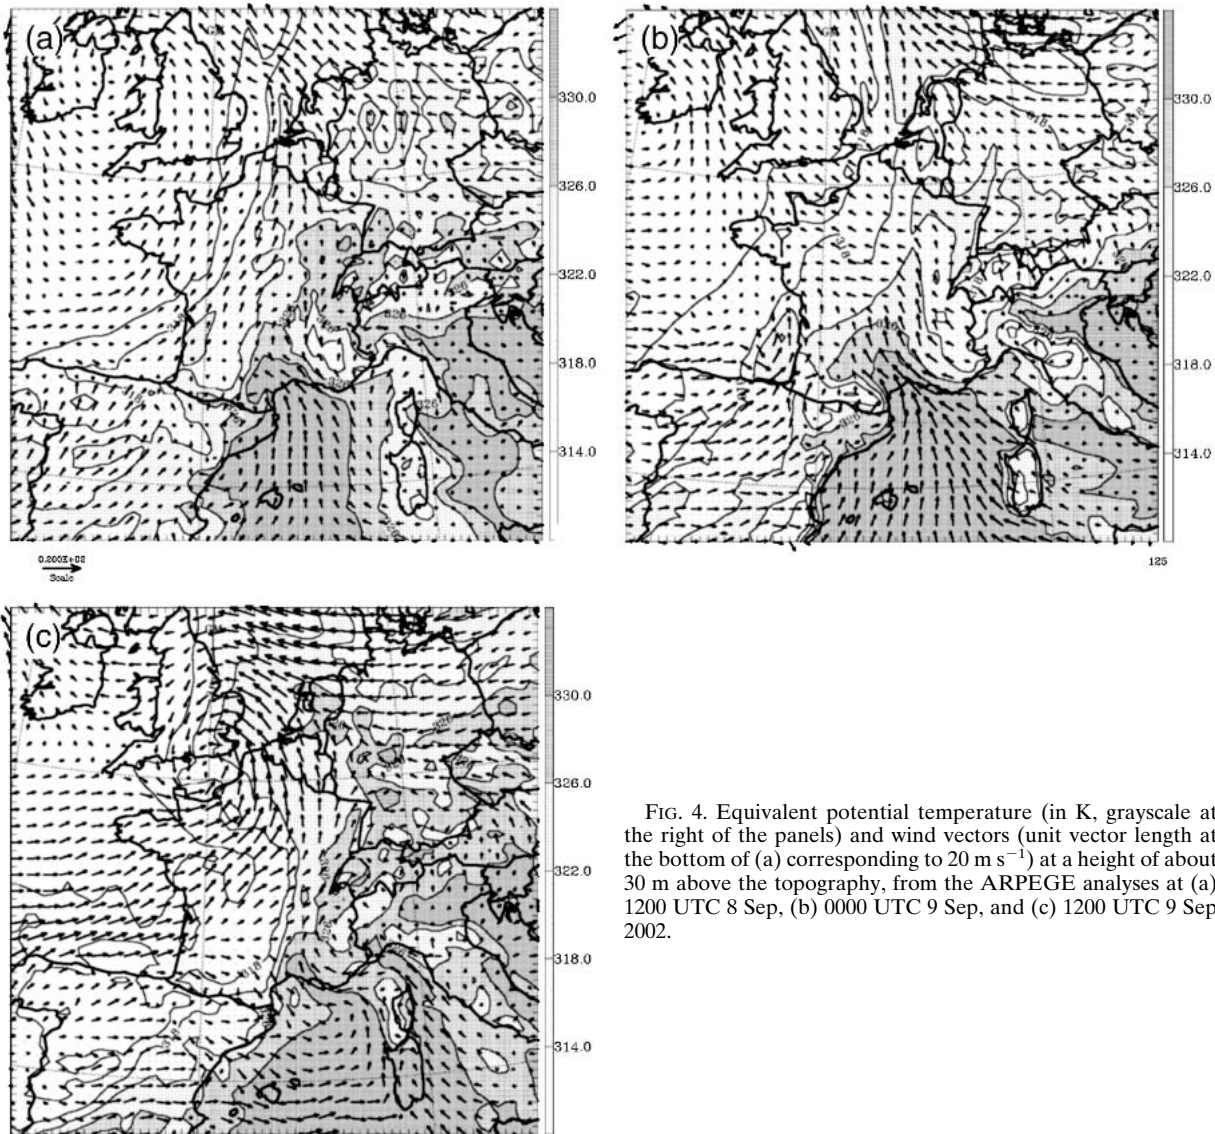 (a)
330.0
326.0
322.0
318.0
314.0
0.200E+02
Scale
(b)
330.0
326.0
322.0
318.0
314.0
125
(c)
330.0
326.0
322.0
318.0
314.0
FIG. 4. Equivalent potential temperature (in K, grayscale at
the right of the panels) and wind vectors (unit vector length at
the bottom of (a) corresponding to 20 m s−1) at a height of about
30 m above the topography, from the ARPEGE analyses at (a)
1200 UTC 8 Sep, (b) 0000 UTC 9 Sep, and (c) 1200 UTC 9 Sep
2002.